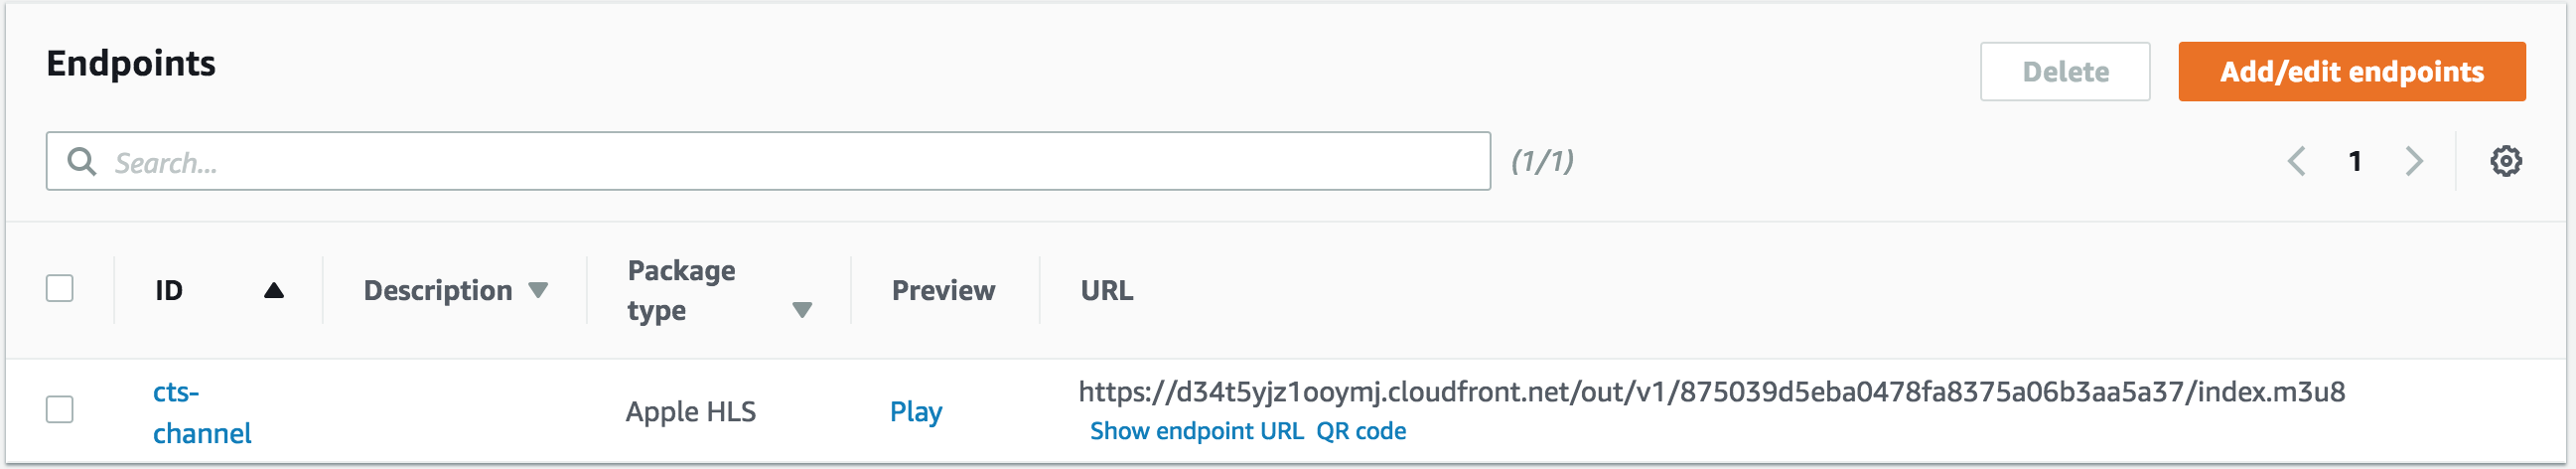 Endpoints
Delete
Add/edit endpoints
Search...
(1/1)
1
ID
Description
Package
type
Preview
URL
cts-
channel
Apple HLS
Play
https://d34t5yjz1ooymj.cloudfront.net/out/v1/875039d5eba0478fa8375a06b3aa5a37/index.m3u8
Show endpoint URL QR code